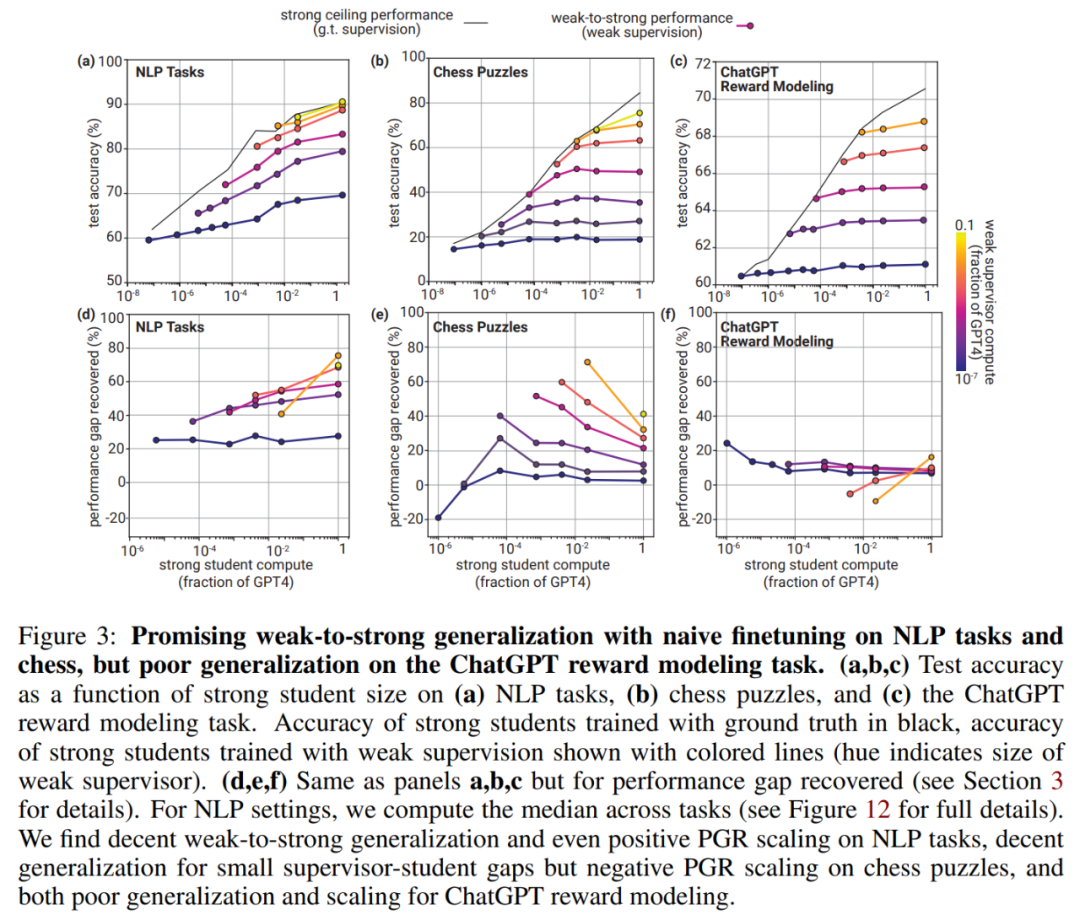 strong ceiling performance
(g.t. supervision)
weak-to-strong performance
(weak supervision)
(a) 100
NLP Tasks
90
80
70
60
50
test accuracy (%)
10-8 10-6 10-4 10-2 1
(b) 100
Chess Puzzles
80
60
40
20
0
test accuracy (%)
10-8 10-6 10-4 10-2 1
(c) 72
ChatGPT
Reward Modeling
70
68
66
64
62
60
test accuracy (%)
10-8 10-6 10-4 10-2 1
(d) 100
NLP Tasks
80
60
40
20
0
-20
performance gap recovered (%)
10-6 10-4 10-2 1
strong student compute
(fraction of GPT4)
(e) 100
Chess Puzzles
80
60
40
20
0
-20
performance gap recovered (%)
10-6 10-4 10-2 1
strong student compute
(fraction of GPT4)
(f) 100
ChatGPT
Reward Modeling
80
60
40
20
0
-20
performance gap recovered (%)
10-6 10-4 10-2 1
strong student compute
(fraction of GPT4)
0.1
10-7
weak supervisor compute
(fraction of GPT4)
Figure 3: Promising weak-to-strong generalization with naive finetuning on NLP tasks and
chess, but poor generalization on the ChatGPT reward modeling task. (a,b,c) Test accuracy
as a function of strong student size on (a) NLP tasks, (b) chess puzzles, and (c) the ChatGPT
reward modeling task. Accuracy of strong students trained with ground truth in black, accuracy
of strong students trained with weak supervision shown with colored lines (hue indicates size of
weak supervisor). (d,e,f) Same as panels a,b,c but for performance gap recovered (see Section 3
for details). For NLP settings, we compute the median across tasks (see Figure 12 for full details).
We find decent weak-to-strong generalization and even positive PGR scaling on NLP tasks, decent
generalization for small supervisor-student gaps but negative PGR scaling on chess puzzles, and
both poor generalization and scaling for ChatGPT reward modeling.